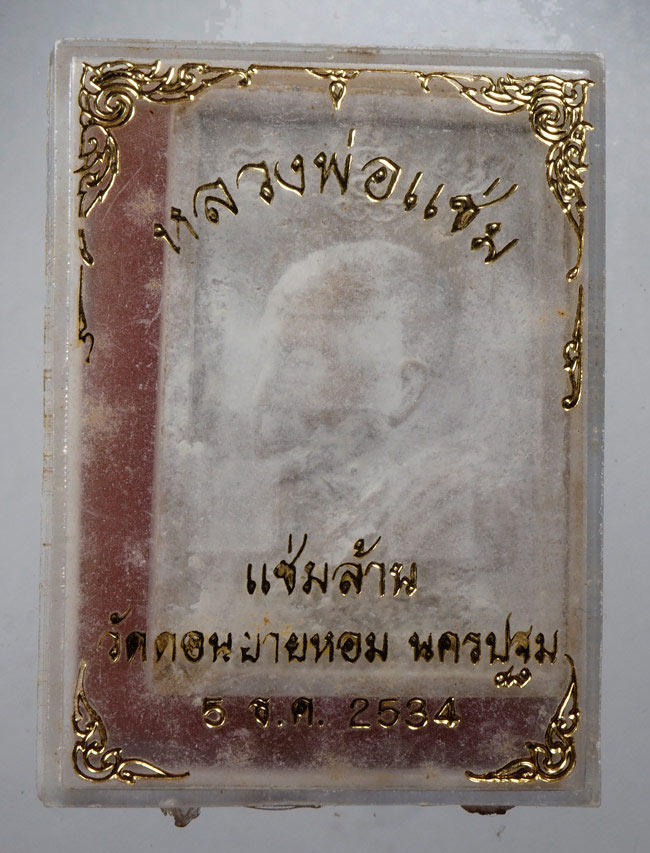 หลวงพ่อแช่ม
แช่มล้าน
วัดดอนยายหอม นครปฐม
5 ธ.ค. 2534